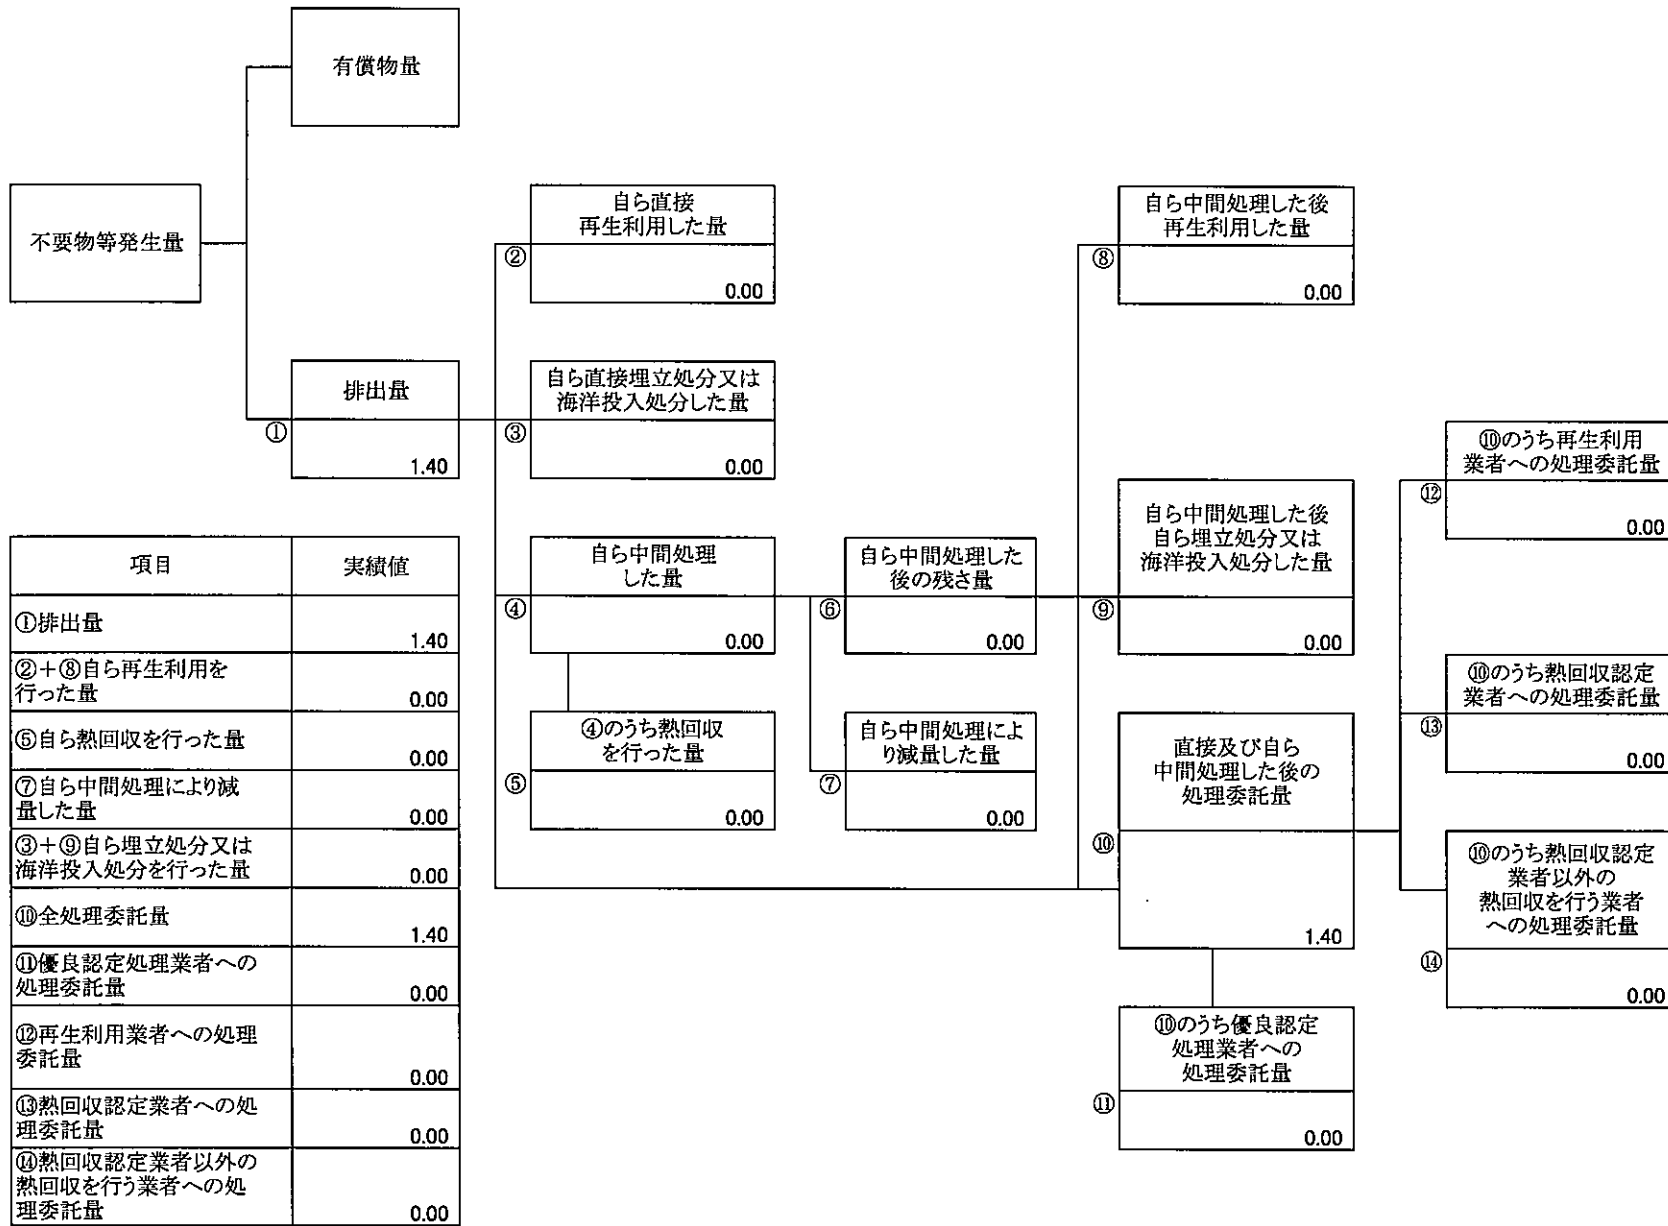 有償物量
不要物等発生量
自ら直接
再生利用した量
②
0.00
自ら中間処理した後
再生利用した量
⑧
0.00
排出量
①
1.40
自ら直接埋立処分又は
海洋投入処分した量
③
0.00
⑩のうち再生利用
業者への処理委託量
⑫
0.00
自ら中間処理
した量
④
0.00
自ら中間処理した
後の残さ量
⑥
0.00
自ら中間処理した後
自ら埋立処分又は
海洋投入処分した量
⑨
0.00
⑩のうち熱回収認定
業者への処理委託量
⑬
0.00
④のうち熱回収
を行った量
⑤
0.00
自ら中間処理によ
り減量した量
⑦
0.00
直接及び自ら
中間処理した後の
処理委託量
⑩
1.40
⑩のうち熱回収認定
業者以外の
熱回収を行う業者
への処理委託量
⑭
0.00
⑩のうち優良認定
処理業者への
処理委託量
⑪
0.00
項目 実績値
①排出量 1.40
②+⑧自ら再生利用を
行った量 0.00
⑤自ら熱回収を行った量 0.00
⑦自ら中間処理により減
量した量 0.00
③+⑨自ら埋立処分又は
海洋投入処分を行った量 0.00
⑩全処理委託量 1.40
⑪優良認定処理業者への
処理委託量 0.00
⑫再生利用業者への処理
委託量 0.00
⑬熱回収認定業者への処
理委託量 0.00
⑭熱回収認定業者以外の
熱回収を行う業者への処
理委託量 0.00